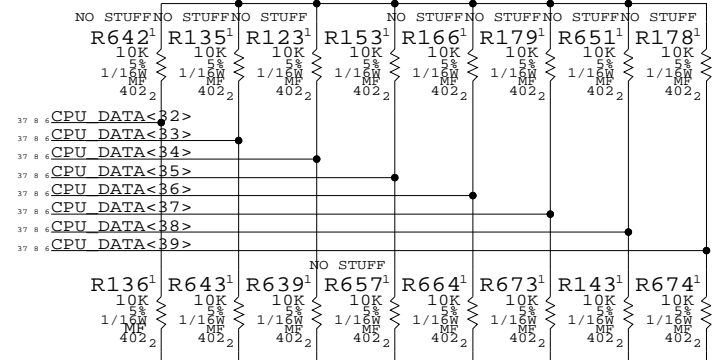 NO STUFF NO STUFF NO STUFF NO STUFF NO STUFF NO STUFF NO STUFF
R642 1 R135 1 R123 1 R153 1 R166 1 R179 1 R651 1 R178 1
10K 10K 10K 10K 10K 10K 10K 10K
5% 5% 5% 5% 5% 5% 5% 5%
1/16W 1/16W 1/16W 1/16W 1/16W 1/16W 1/16W 1/16W
MF MF MF MF MF MF MF MF
402 2 402 2 402 2 402 2 402 2 402 2 402 2 402 2
37 8 6 CPU_DATA<32>
37 8 6 CPU_DATA<33>
37 8 6 CPU_DATA<34>
37 8 6 CPU_DATA<35>
37 8 6 CPU_DATA<36>
37 8 6 CPU_DATA<37>
37 8 6 CPU_DATA<38>
37 8 6 CPU_DATA<39>
NO STUFF
R136 1 R643 1 R639 1 R657 1 R664 1 R673 1 R143 1 R674 1
10K 10K 10K 10K 10K 10K 10K 10K
5% 5% 5% 5% 5% 5% 5% 5%
1/16W 1/16W 1/16W 1/16W 1/16W 1/16W 1/16W 1/16W
MF MF MF MF MF MF MF MF
402 2 402 2 402 2 402 2 402 2 402 2 402 2 402 2